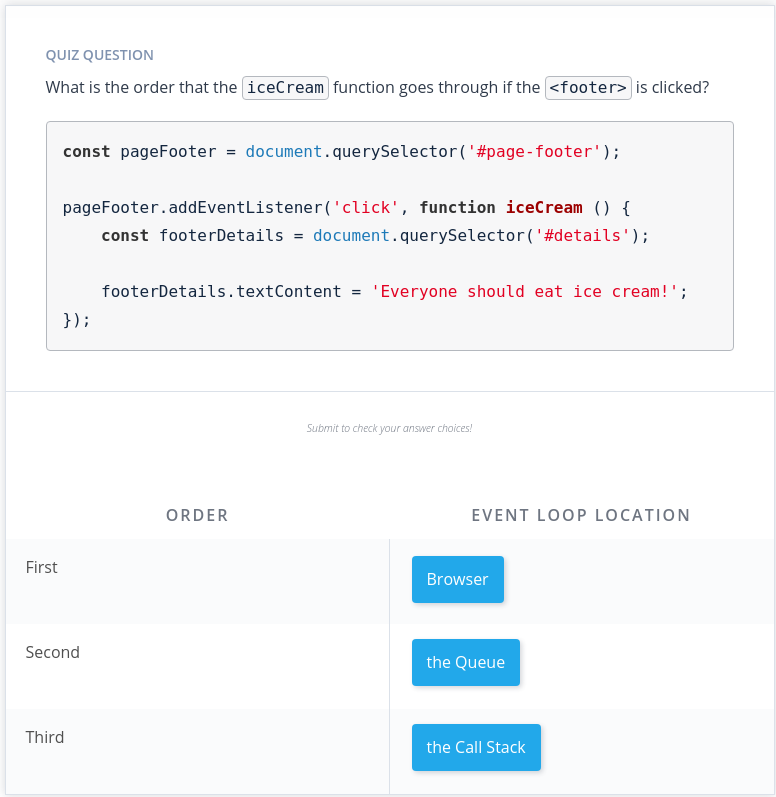 QUIZ QUESTION
What is the order that the iceCream function goes through if the <footer> is clicked?
const pageFooter = document.querySelector('#page-footer');
pageFooter.addEventListener('click', function iceCream () {
    const footerDetails = document.querySelector('#details');
    footerDetails.textContent = 'Everyone should eat ice cream!';
});
Submit to check your answer choices!
ORDER EVENT LOOP LOCATION
First Browser
Second the Queue
Third the Call Stack